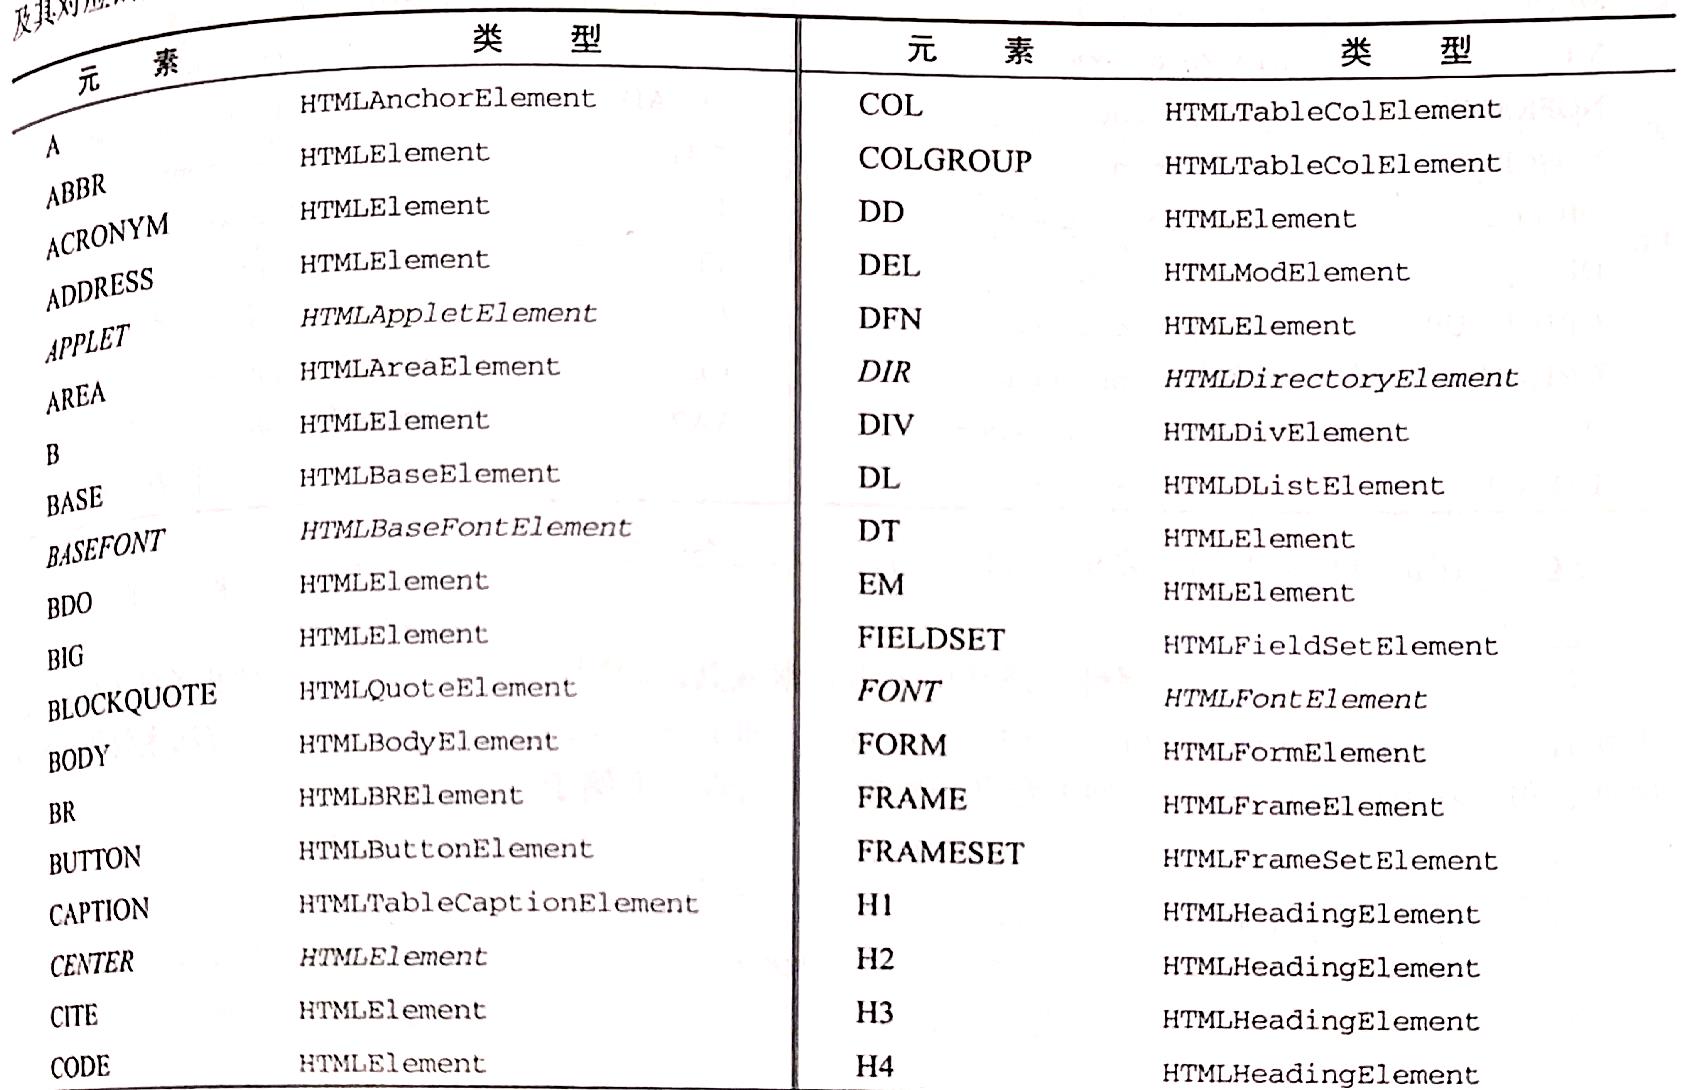 及其对应
元 素 类 型
A HTMLAnchorElement
ABBR HTMLElement
ACRONYM HTMLElement
ADDRESS HTMLElement
APPLET HTMLAppletElement
AREA HTMLAreaElement
B HTMLElement
BASE HTMLBaseElement
BASEFONT HTMLBaseFontElement
BDO HTMLElement
BIG HTMLElement
BLOCKQUOTE HTMLQuoteElement
BODY HTMLBodyElement
BR HTMLBRElement
BUTTON HTMLButtonElement
CAPTION HTMLTableCaptionElement
CENTER HTMLElement
CITE HTMLElement
CODE HTMLElement
元 素 类 型
COL HTMLTableColElement
COLGROUP HTMLTableColElement
DD HTMLElement
DEL HTMLModElement
DFN HTMLElement
DIR HTMLDirectoryElement
DIV HTMLDivElement
DL HTMLDListElement
DT HTMLElement
EM HTMLElement
FIELDSET HTMLFieldSetElement
FONT HTMLFontElement
FORM HTMLFormElement
FRAME HTMLFrameElement
FRAMESET HTMLFrameSetElement
H1 HTMLHeadingElement
H2 HTMLHeadingElement
H3 HTMLHeadingElement
H4 HTMLHeadingElement